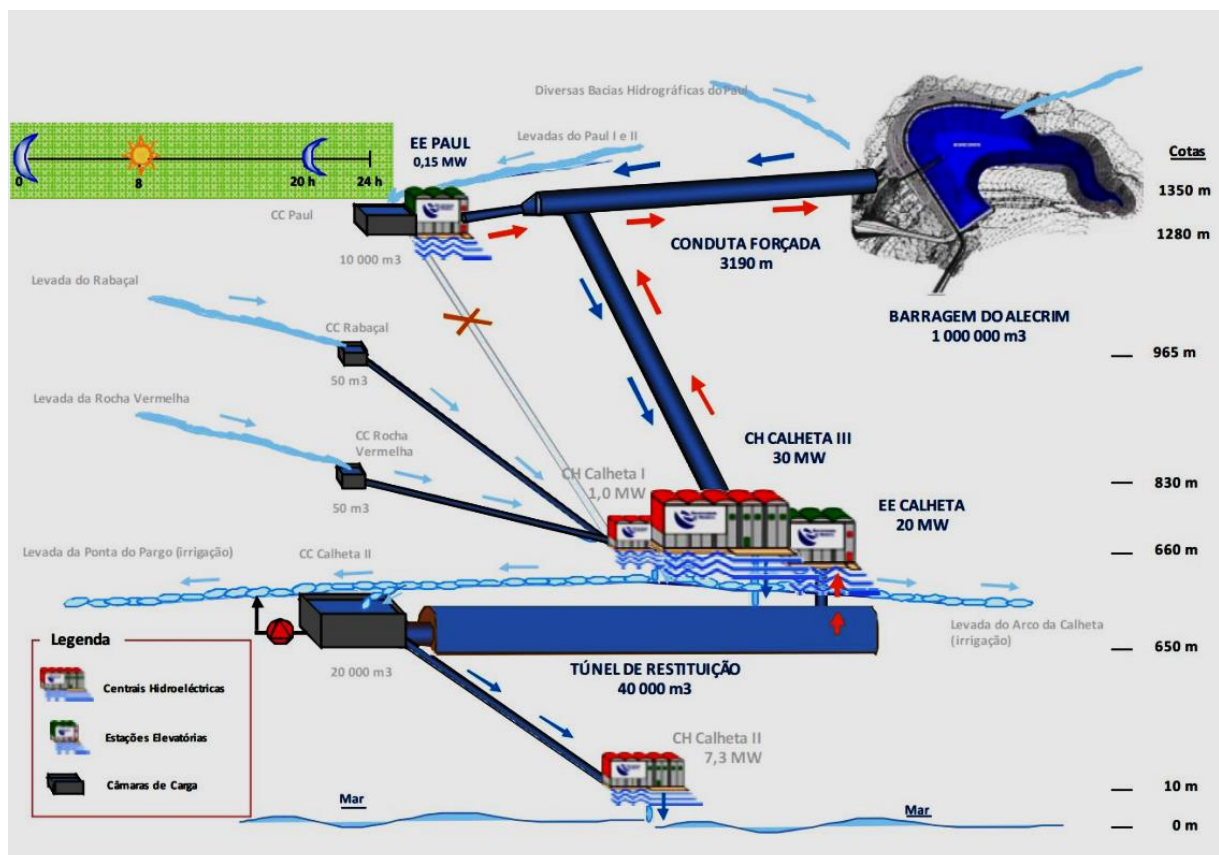 Diversas Bacias Hidrográficas do Paul
Levadas do Paul I e II
EE PAUL
0,15 MW
0
8
20 h
24 h
Cotas
1350 m
1280 m
CC Paul
10 000 m3
CONDUTA FORÇADA
3190 m
BARRAGEM DO ALECRIM
1 000 000 m3
Levada do Rabaçal
CC Rabaçal
50 m3
965 m
Levada da Rocha Vermelha
CC Rocha
Vermelha
50 m3
CH CALHETA III
30 MW
CH Calheta I
1,0 MW
830 m
EE CALHETA
20 MW
660 m
Levada da Ponta do Pargo (irrigação)
CC Calheta II
Levada do Arco da Calheta
(irrigação)
650 m
20 000 m3
TÚNEL DE RESTITUIÇÃO
40 000 m3
Legenda
Centrais Hidroeléctricas
Estações Elevatórias
Câmaras de Carga
CH Calheta II
7,3 MW
10 m
Mar
Mar
0 m